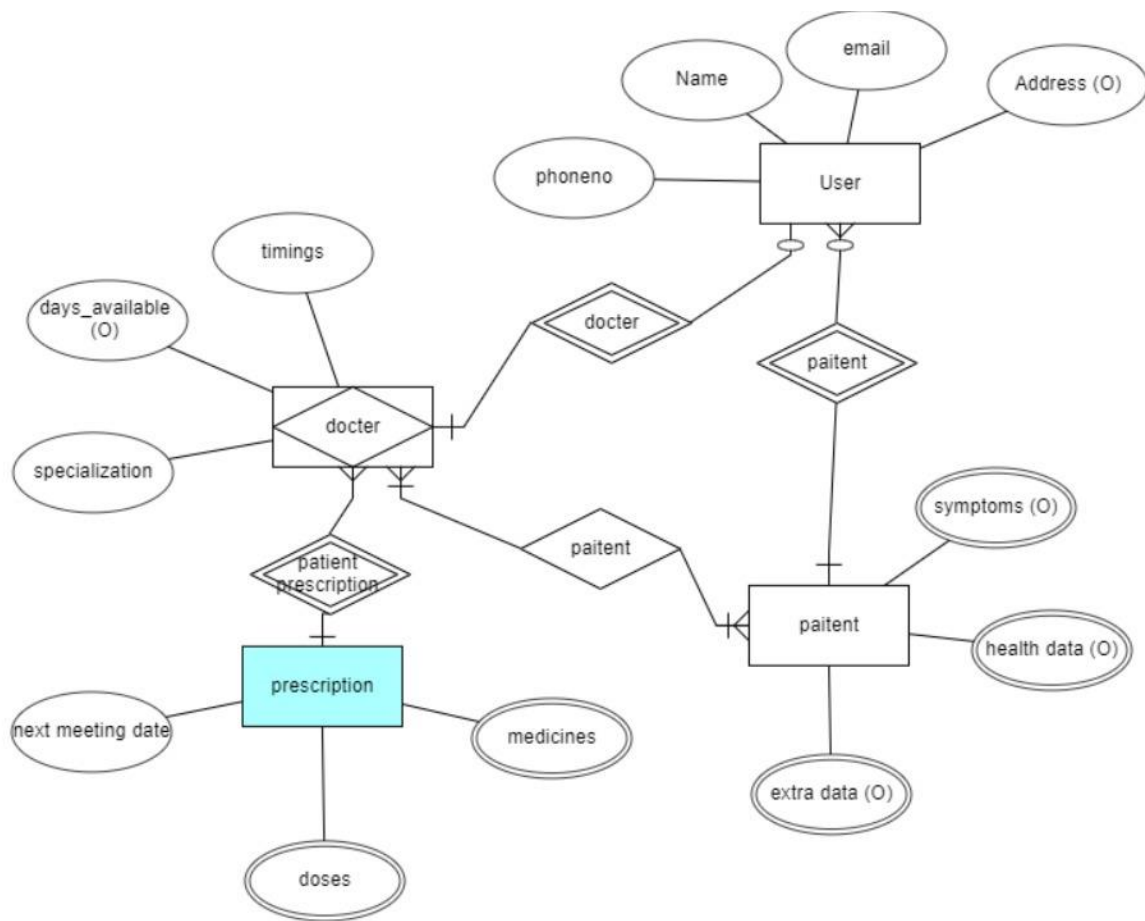 email
Name
Address (O)
phoneno
User
timings
days_available
(O)
docter
paitent
docter
specialization
symptoms (O)
paitent
patient
prescription
paitent
health data (O)
prescription
next meeting date
medicines
extra data (O)
doses